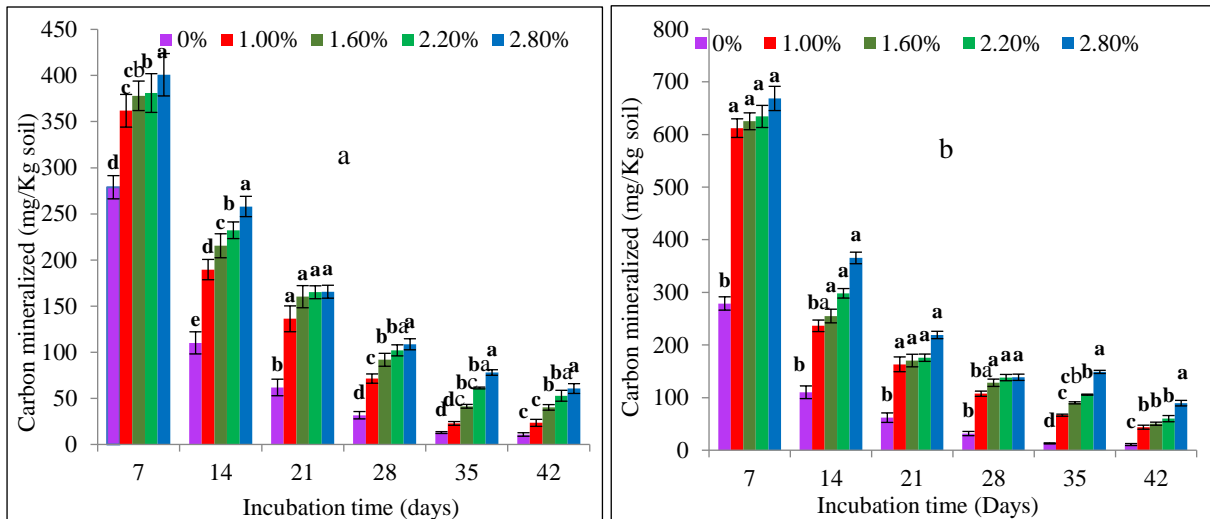 450
400
350
300
250
200
150
100
50
0
Carbon mineralized (mg/Kg soil)
0% 1.00% 1.60% 2.20% 2.80%
a
d c cb b a
e d c b a
b a a a a
d c b ba a
d dc bc ba a
c c b ba a
7 14 21 28 35 42
Incubation time (days)
800
700
600
500
400
300
200
100
0
Carbon mineralized (mg/Kg soil)
0% 1.00% 1.60% 2.20% 2.80%
b
b a a a a
b ba a a a
b a a a a
b ba a a a
d c cb b a
c b b b a
7 14 21 28 35 42
Incubation time (Days)